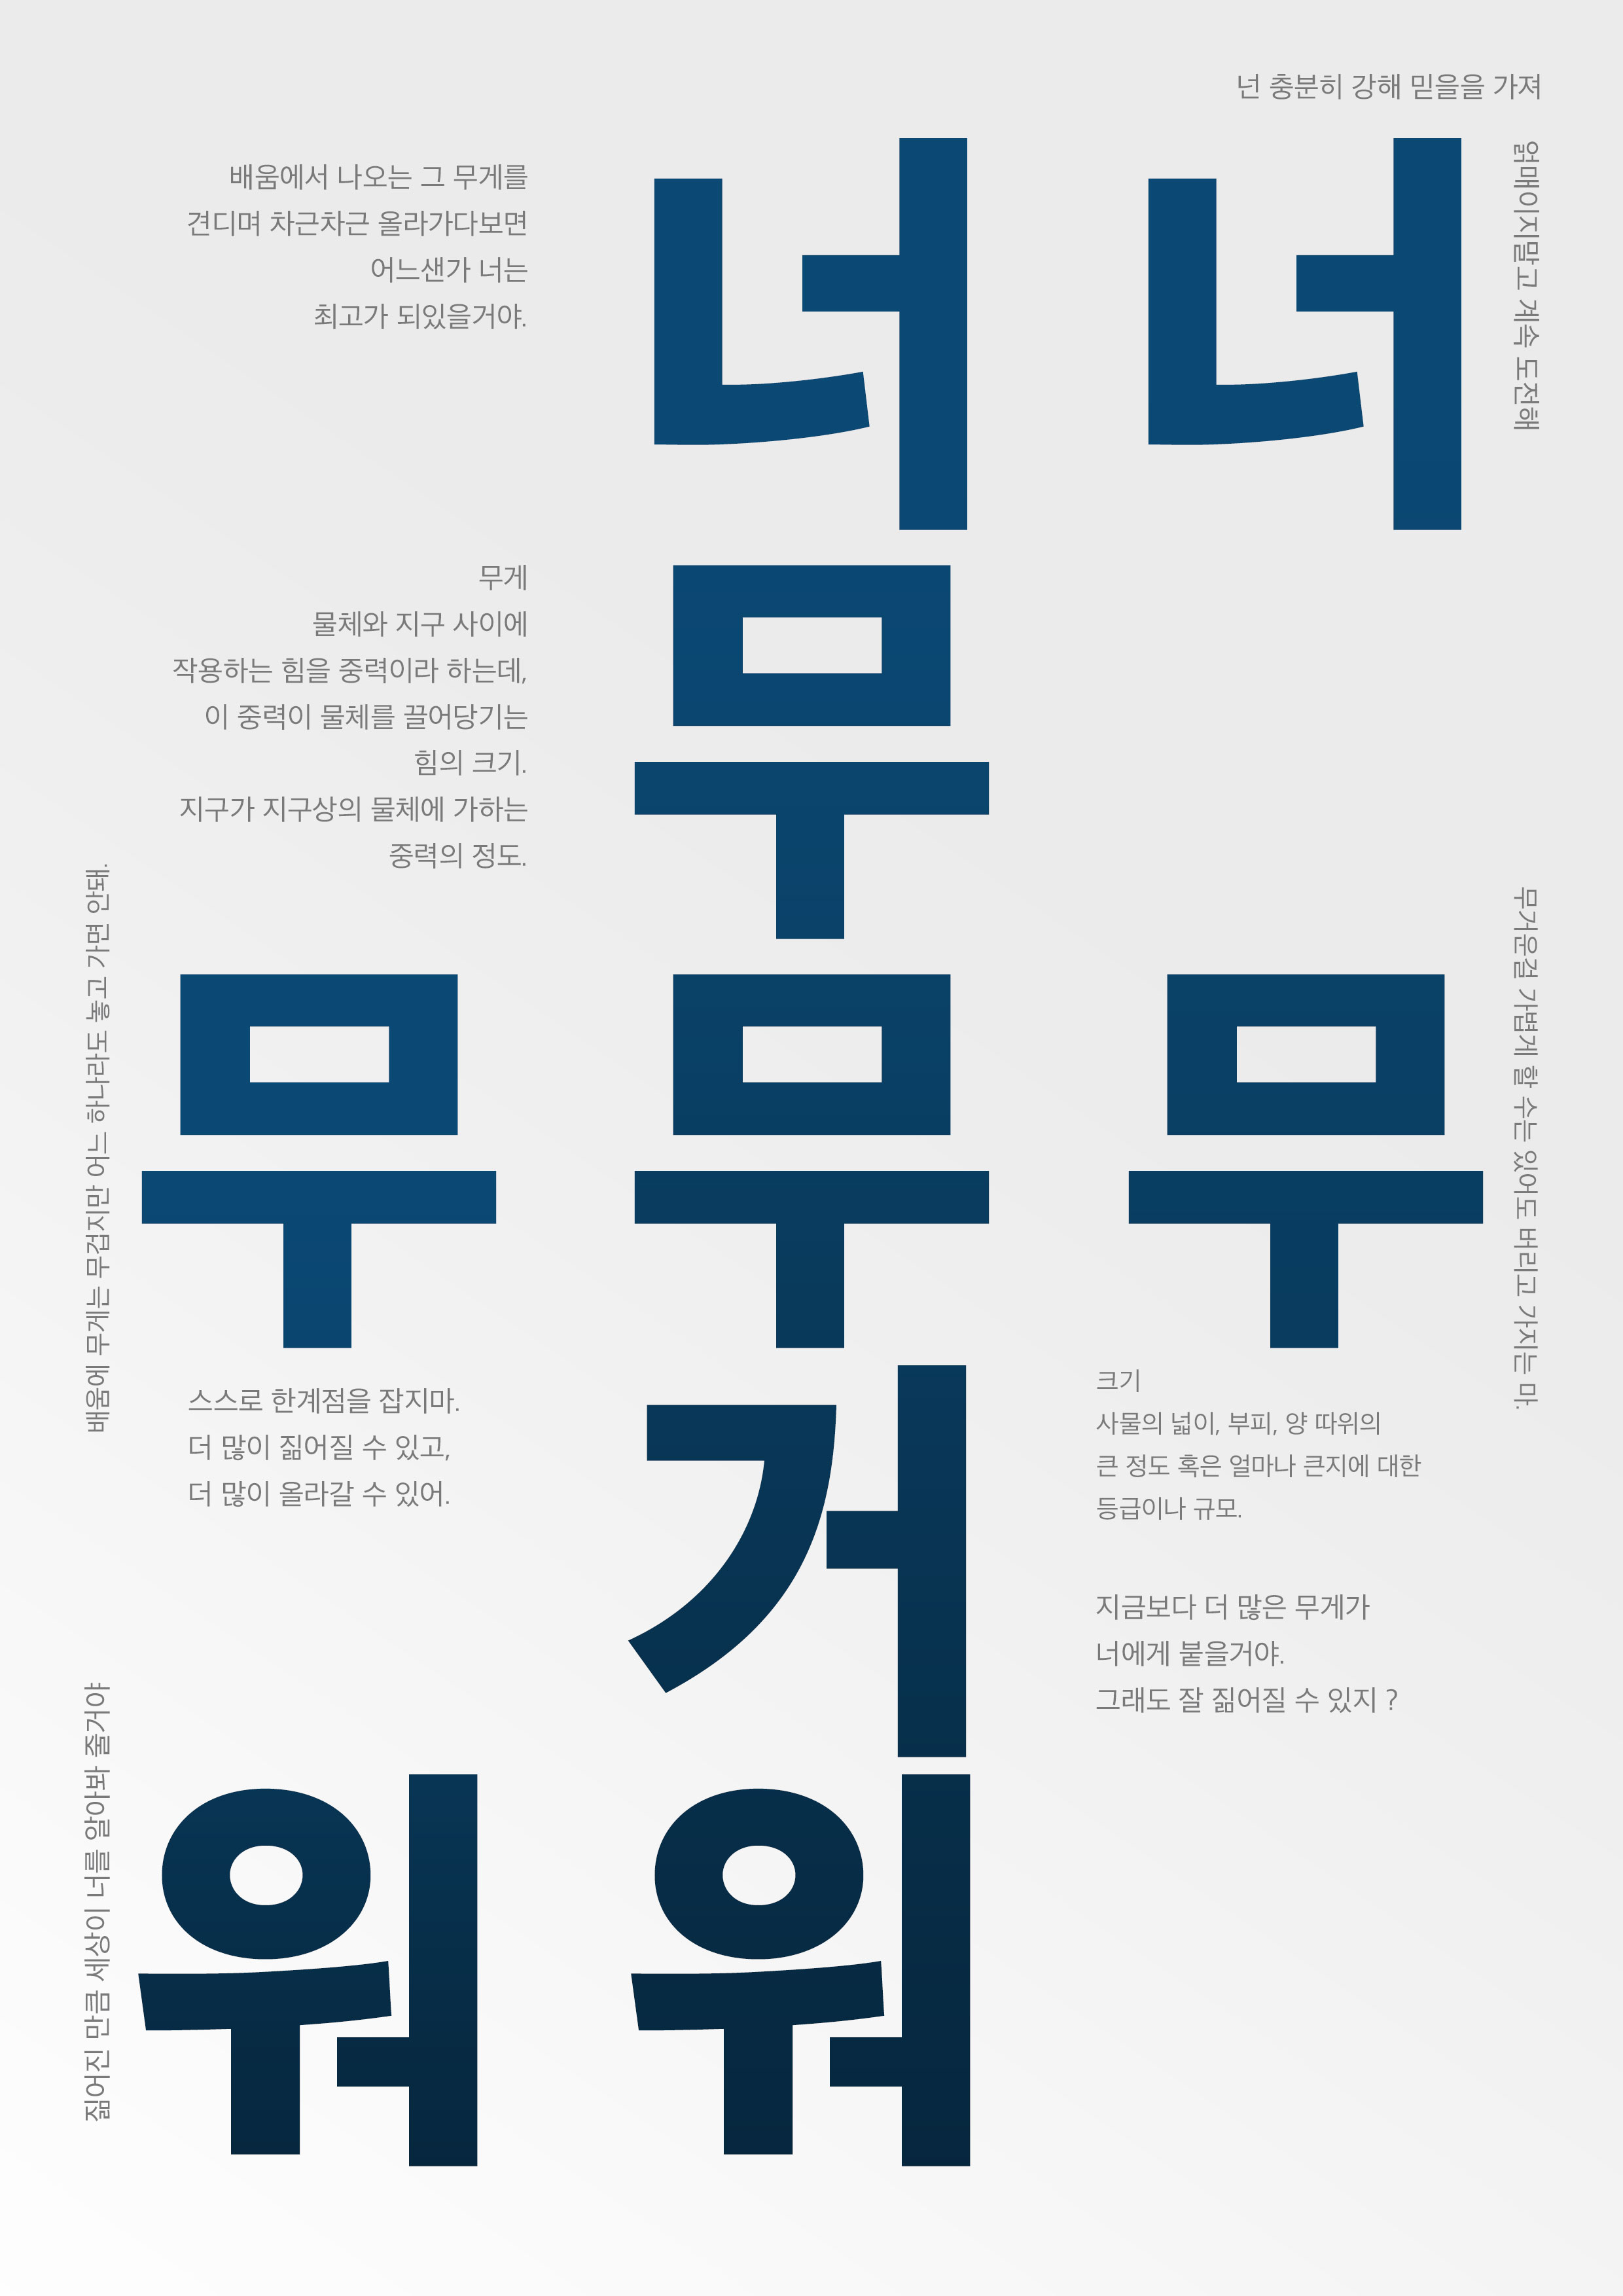 넌 충분히 강해 믿을을 가져
배움에서 나오는 그 무게를
견디며 차근차근 올라가다보면
어느샌가 너는
최고가 되있을거야.
너 너
얽매이지말고 계속 도전해
무게
물체와 지구 사이에
작용하는 힘을 중력이라 하는데,
이 중력이 물체를 끌어당기는
힘의 크기.
지구가 지구상의 물체에 가하는
중력의 정도.
무
배움에 무게는 무겁지만 어느 하나라도 놓고 가면 안돼.
무 무 무
무거운걸 가볍게 할 수는 있어도 버리고 가지는 마.
스스로 한계점을 잡지마.
더 많이 짊어질 수 있고,
더 많이 올라갈 수 있어.
거
크기
사물의 넓이, 부피, 양 따위의
큰 정도 혹은 얼마나 큰지에 대한
등급이나 규모.
지금보다 더 많은 무게가
너에게 붙을거야.
그래도 잘 짊어질 수 있지 ?
짊어진 만큼 세상이 너를 알아봐 줄거야
워 워